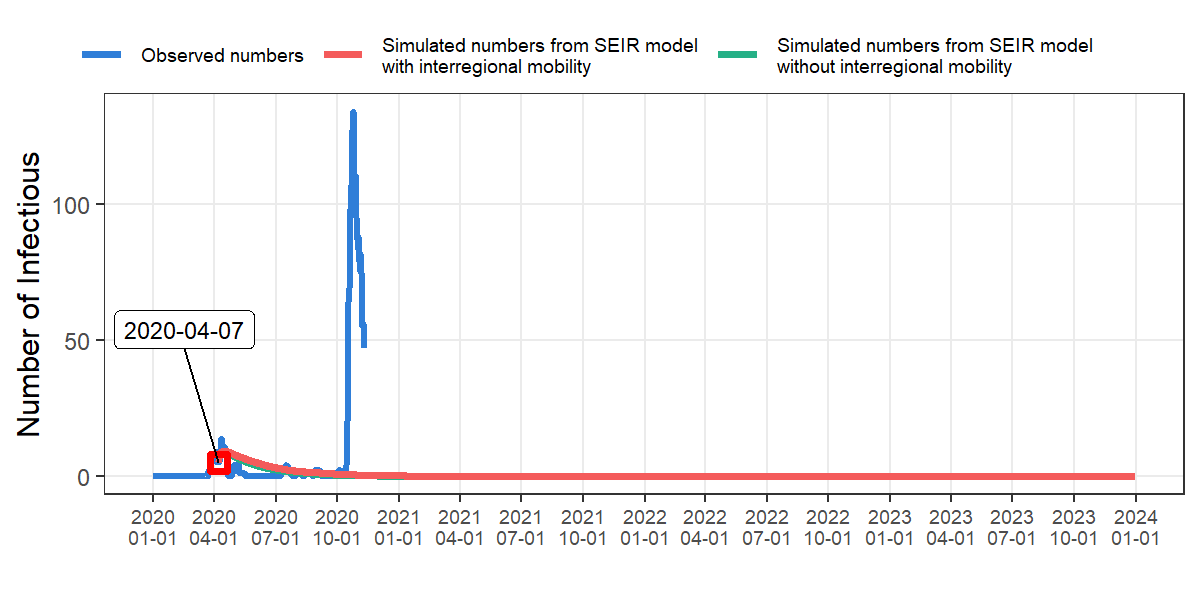 Observed numbers
Simulated numbers from SEIR model
with interregional mobility
Simulated numbers from SEIR model
without interregional mobility
Number of Infectious
100
50
0
2020-04-07
2020 2020 2020 2020 2021 2021 2021 2021 2022 2022 2022 2022 2023 2023 2023 2023 2024
01-01 04-01 07-01 10-01 01-01 04-01 07-01 10-01 01-01 04-01 07-01 10-01 01-01 04-01 07-01 10-01 01-01